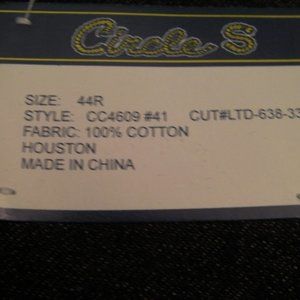 Circle S
SIZE: 44R
STYLE: CC4609 #41 CUT#LTD-638-33
FABRIC: 100% COTTON
HOUSTON
MADE IN CHINA